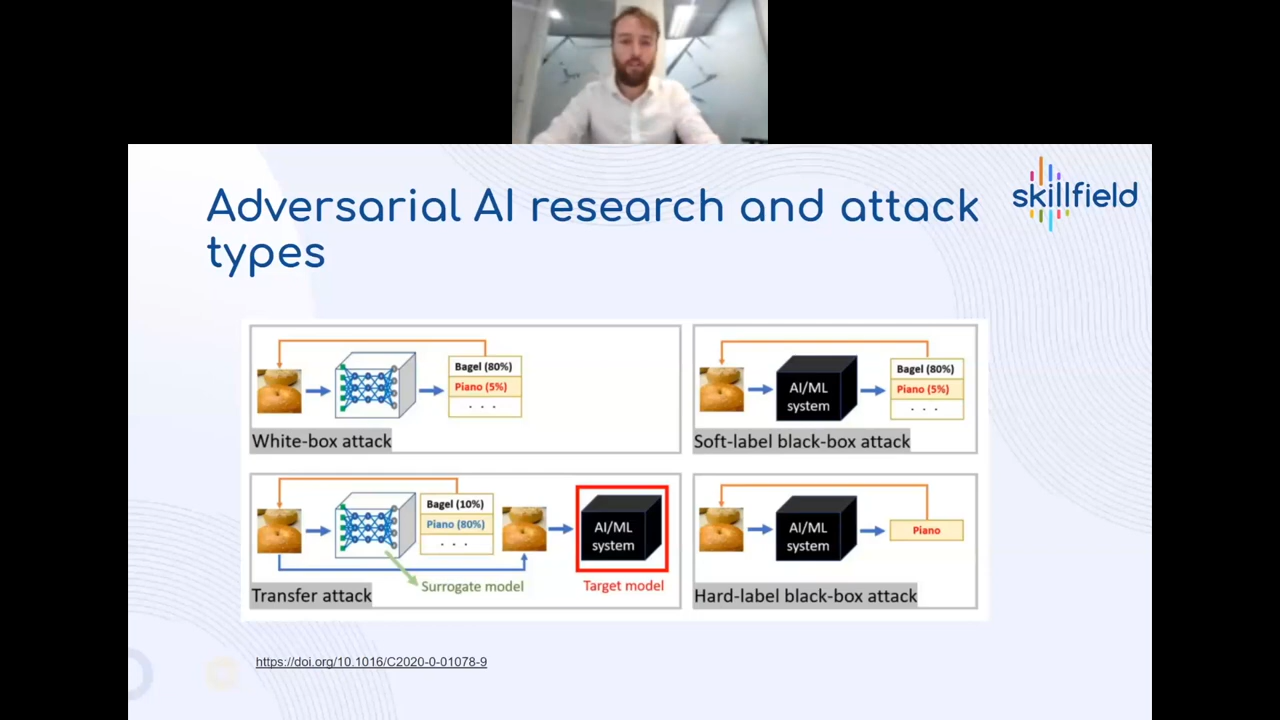 Adversarial AI research and attack
types
skillfield
Bagel (80%)
Piano (5%)
. . .
White-box attack
AI/ML
system
Bagel (80%)
Piano (5%)
. . .
Soft-label black-box attack
Bagel (10%)
Piano (80%)
. . .
AI/ML
system
Surrogate model
Target model
Transfer attack
AI/ML
system
Piano
Hard-label black-box attack
https://doi.org/10.1016/C2020-0-01078-9